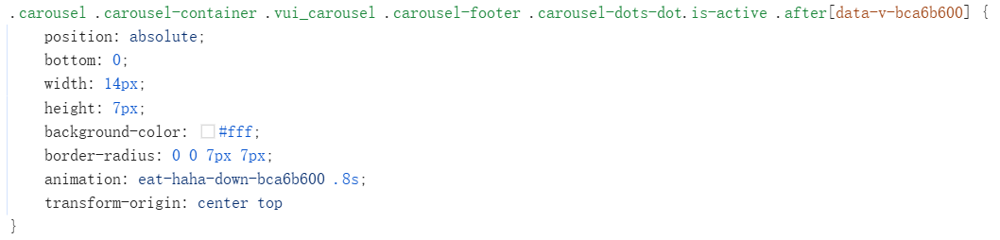 .carousel .carousel-container .vui_carousel .carousel-footer .carousel-dots-dot.is-active .after[data-v-bca6b600] {
position: absolute;
bottom: 0;
width: 14px;
height: 7px;
background-color: #fff;
border-radius: 0 0 7px 7px;
animation: eat-haha-down-bca6b600 .8s;
transform-origin: center top
}